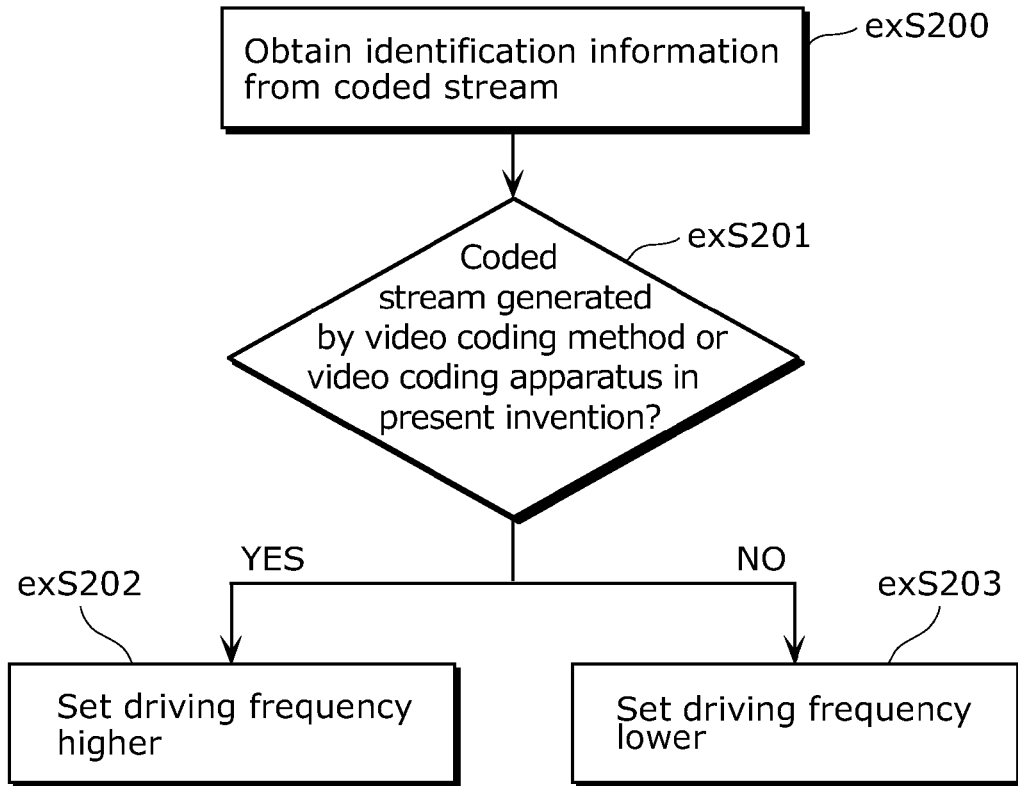 Obtain identification information
from coded stream
exS200
Coded
stream generated
by video coding method or
video coding apparatus in
present invention?
exS201
YES
NO
exS202
exS203
Set driving frequency
higher
Set driving frequency
lower